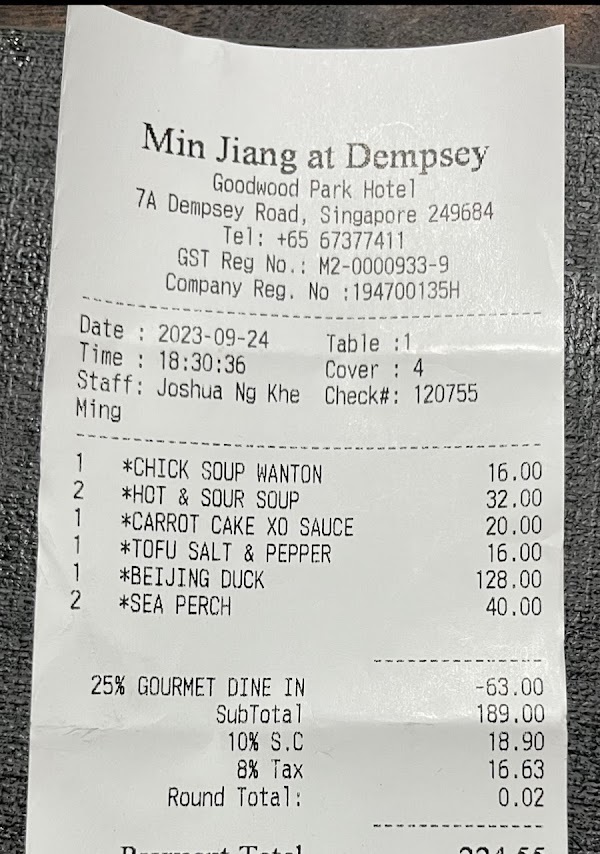 Min Jiang at Dempsey
Goodwood Park Hotel
7A Dempsey Road, Singapore 249684
Tel: +65 67377411
GST Reg No.: M2-0000933-9
Company Reg. No :194700135H
Date : 2023-09-24 Table :1
Time : 18:30:36 Cover : 4
Staff: Joshua Ng Khe Check#: 120755
Ming
1 *CHICK SOUP WANTON 16.00
2 *HOT & SOUR SOUP 32.00
1 *CARROT CAKE XO SAUCE 20.00
1 *TOFU SALT & PEPPER 16.00
1 *BEIJING DUCK 128.00
2 *SEA PERCH 40.00
25% GOURMET DINE IN -63.00
SubTotal 189.00
10% S.C 18.90
8% Tax 16.63
Round Total: 0.02
Total